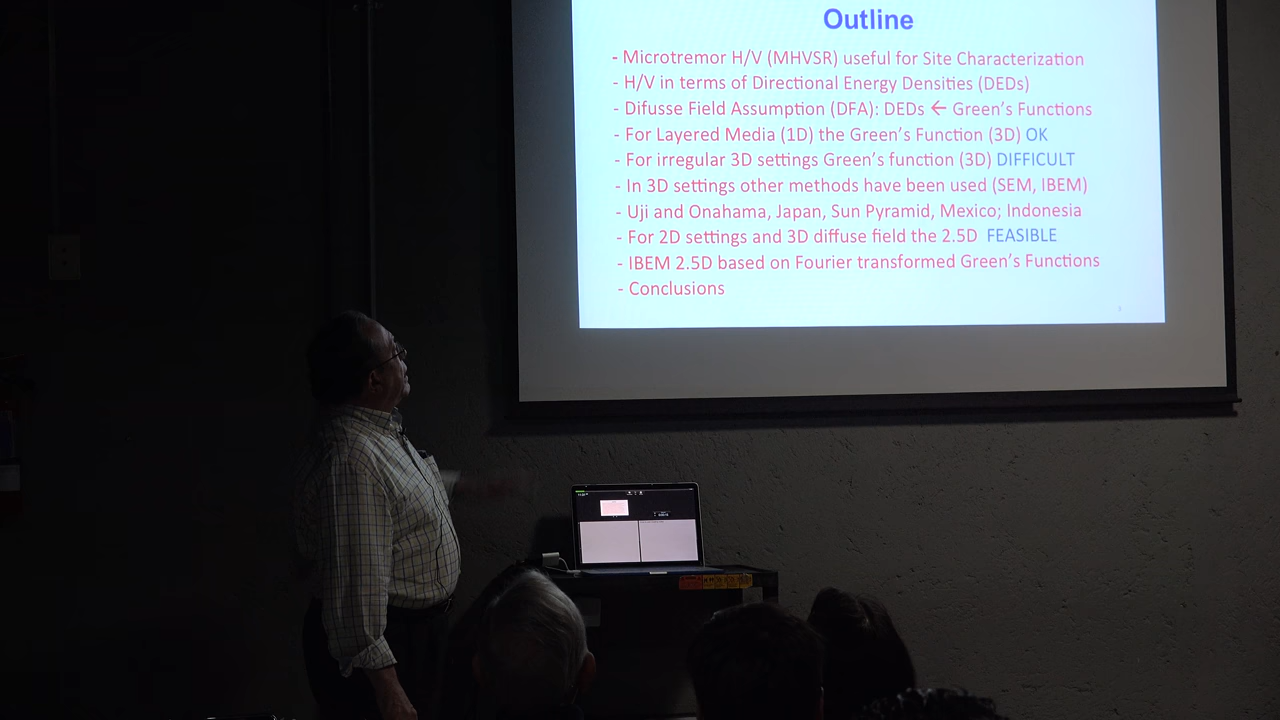 Outline
- Microtremor H/V (MHVSR) useful for Site Characterization
- H/V in terms of Directional Energy Densities (DEDs)
- Difusse Field Assumption (DFA): DEDs ← Green's Functions
- For Layered Media (1D) the Green's Function (3D) OK
- For irregular 3D settings Green's function (3D) DIFFICULT
- In 3D settings other methods have been used (SEM, IBEM)
- Uji and Onahama, Japan, Sun Pyramid, Mexico; Indonesia
- For 2D settings and 3D diffuse field the 2.5D FEASIBLE
- IBEM 2.5D based on Fourier transformed Green's Functions
- Conclusions